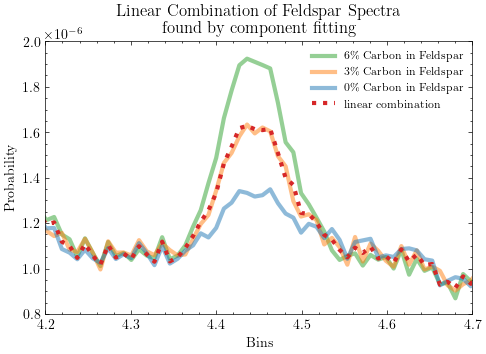 Linear Combination of Feldspar Spectra
found by component fitting
×10⁻⁶
2.0
1.8
1.6
1.4
1.2
1.0
0.8
Probability
6% Carbon in Feldspar
3% Carbon in Feldspar
0% Carbon in Feldspar
linear combination
4.2 4.3 4.4 4.5 4.6 4.7
Bins